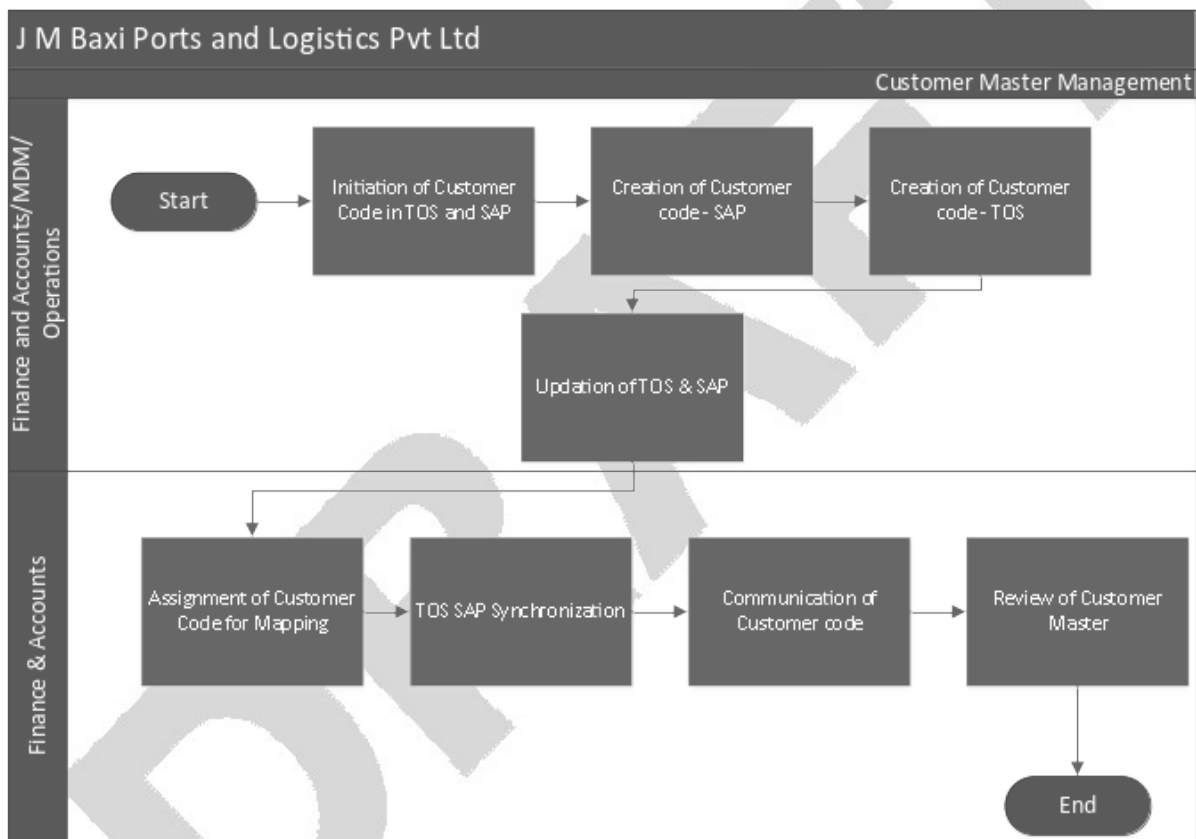 J M Baxi Ports and Logistics Pvt Ltd
Customer Master Management
Finance and Accounts/MDM/
Operations
Start
Initiation of Customer
Code in TOS and SAP
Creation of Customer
code - SAP
Creation of Customer
code - TOS
Updation of TOS & SAP
Finance & Accounts
Assignment of Customer
Code for Mapping
TOS SAP Synchronization
Communication of
Customer code
Review of Customer
Master
End
DRAFT